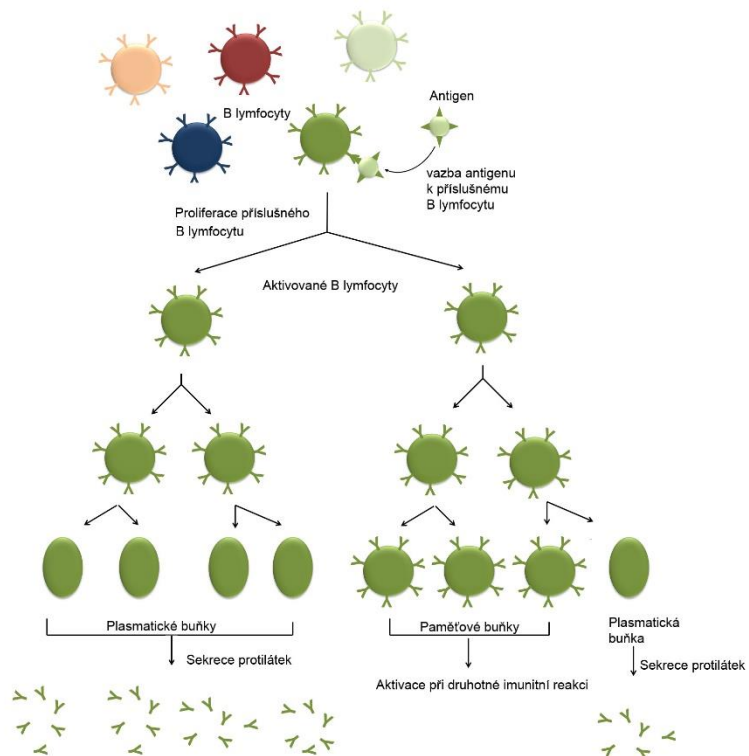 B lymfocyty
Antigen
vazba antigenu
k příslušnému
B lymfocytu
Proliferace příslušného
B lymfocytu
Aktivované B lymfocyty
Plasmatické buňky
Paměťové buňky
Plasmatická
buňka
Sekrece protilátek
Aktivace při druhotné imunitní reakci
Sekrece protilátek